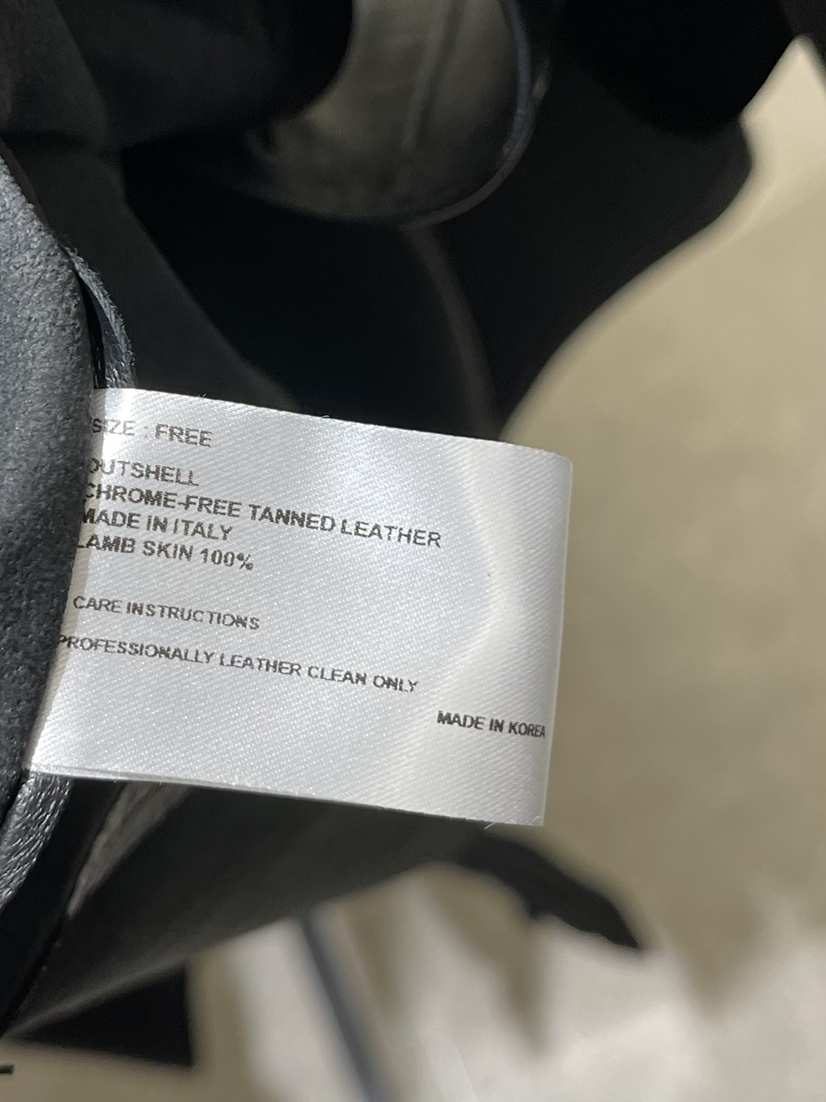 SIZE : FREE
OUTSHELL
CHROME-FREE TANNED LEATHER
MADE IN ITALY
LAMB SKIN 100%
CARE INSTRUCTIONS
PROFESSIONALLY LEATHER CLEAN ONLY
MADE IN KOREA